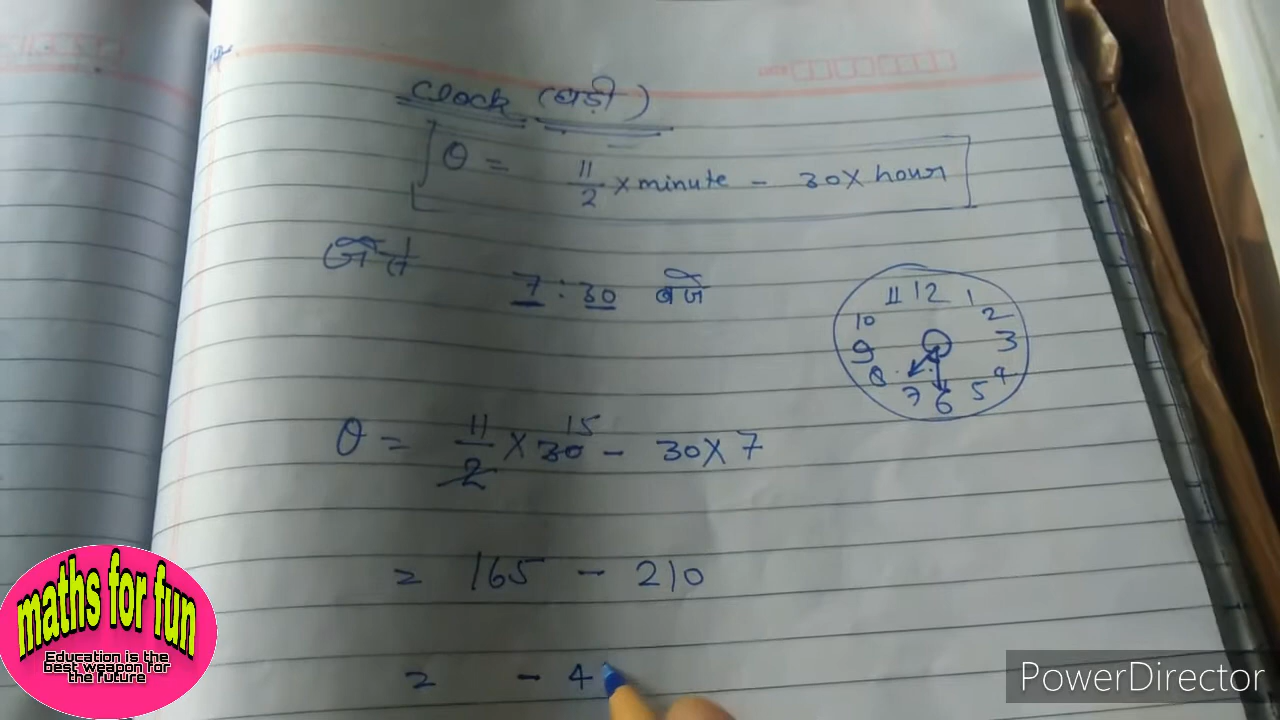 Clock (घड़ी)
θ = 11/2 × minute - 30 × hour
जैसे
7 : 30 बजे
11 12 1
10 2
9 3
8 4
7 6 5
θ = 11/2 × 30 15 - 30 × 7
= 165 - 210
= - 4
maths for fun
Education is the
best weapon for
the future
PowerDirector